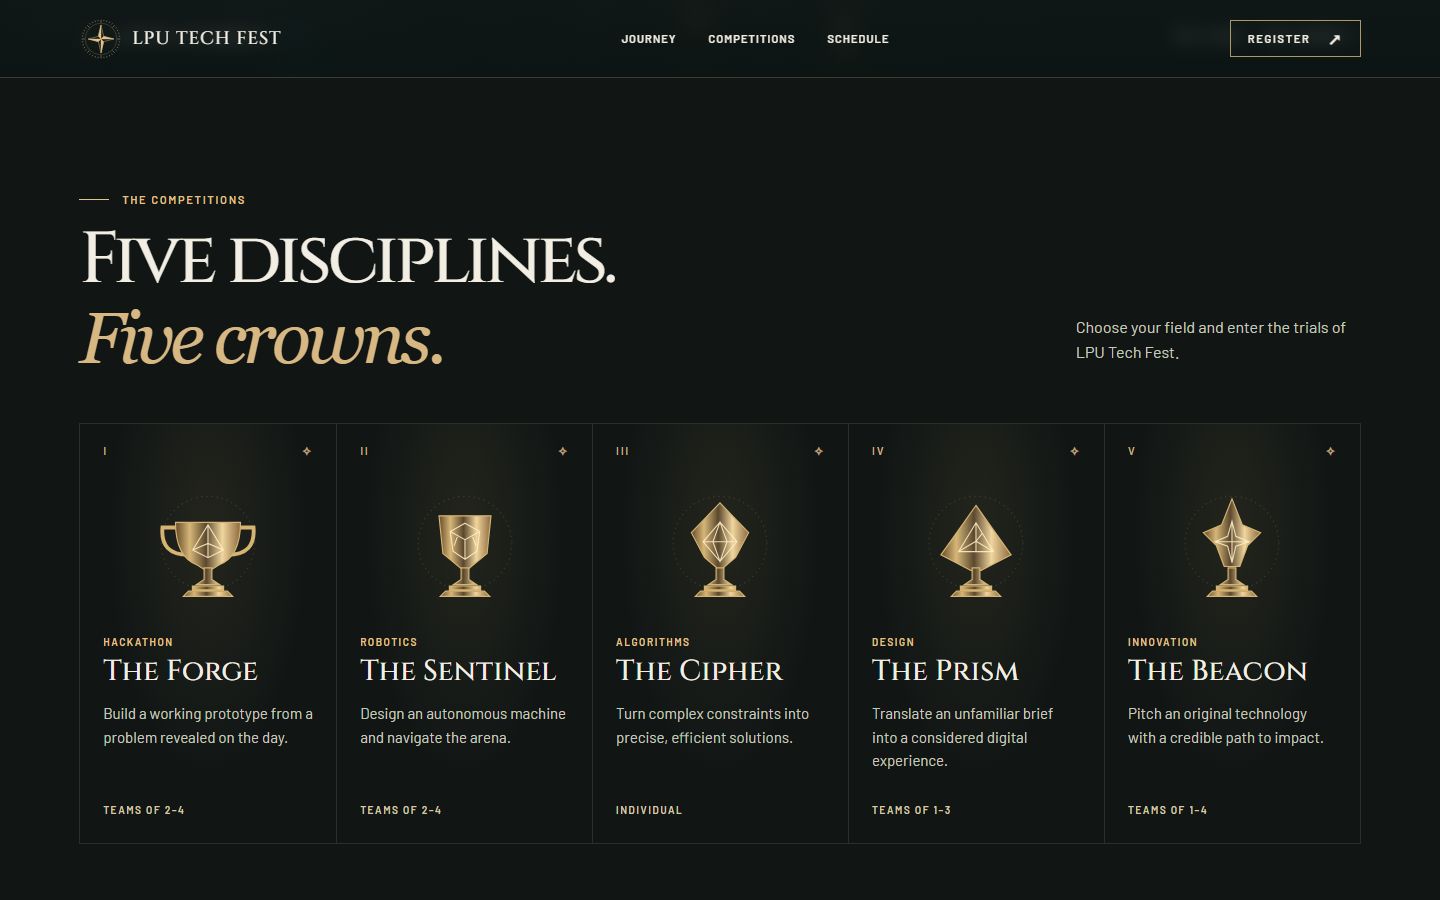 LPU TECH FEST
JOURNEY
COMPETITIONS
SCHEDULE
REGISTER ↗
THE COMPETITIONS
FIVE DISCIPLINES.
Five crowns.
Choose your field and enter the trials of
LPU Tech Fest.
I
HACKATHON
THE FORGE
Build a working prototype from a
problem revealed on the day.
TEAMS OF 2–4
II
ROBOTICS
THE SENTINEL
Design an autonomous machine
and navigate the arena.
TEAMS OF 2–4
III
ALGORITHMS
THE CIPHER
Turn complex constraints into
precise, efficient solutions.
INDIVIDUAL
IV
DESIGN
THE PRISM
Translate an unfamiliar brief
into a considered digital
experience.
TEAMS OF 1–3
V
INNOVATION
THE BEACON
Pitch an original technology
with a credible path to impact.
TEAMS OF 1–4